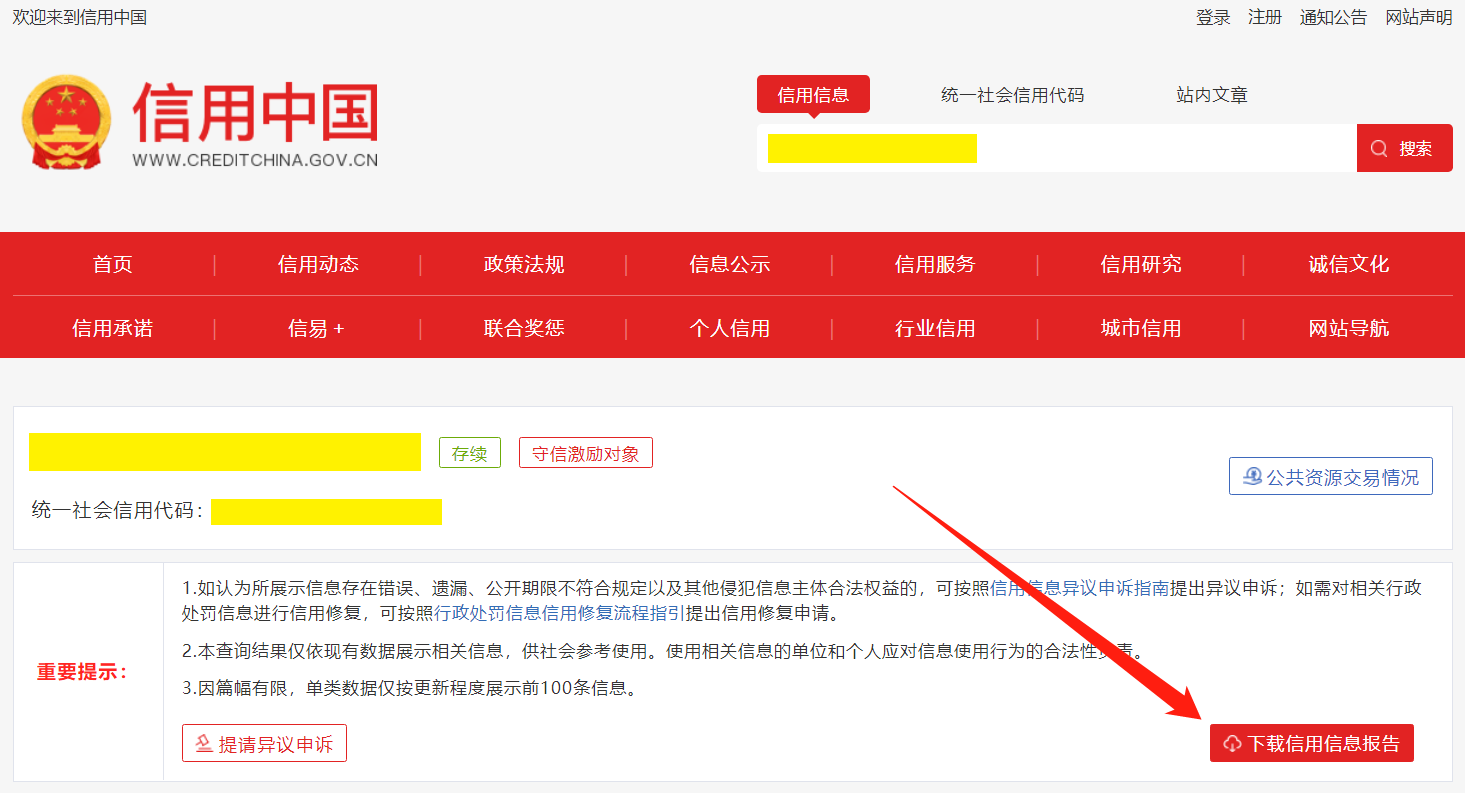 欢迎来到信用中国
登录 注册 通知公告 网站声明
信用中国
WWW.CREDITCHINA.GOV.CN
信用信息 统一社会信用代码 站内文章
搜索
首页 | 信用动态 | 政策法规 | 信息公示 | 信用服务 | 信用研究 | 诚信文化
信用承诺 | 信易+ | 联合奖惩 | 个人信用 | 行业信用 | 城市信用 | 网站导航
存续 守信激励对象
公共资源交易情况
统一社会信用代码：
重要提示：
1.如认为所展示信息存在错误、遗漏、公开期限不符合规定以及其他侵犯信息主体合法权益的，可按照信用信息异议申诉指南提出异议申诉；如需对相关行政
处罚信息进行信用修复，可按照行政处罚信息信用修复流程指引提出信用修复申请。
2.本查询结果仅依现有数据展示相关信息，供社会参考使用。使用相关信息的单位和个人应对信息使用行为的合法性负责。
3.因篇幅有限，单类数据仅按更新程度展示前100条信息。
提请异议申诉
下载信用信息报告